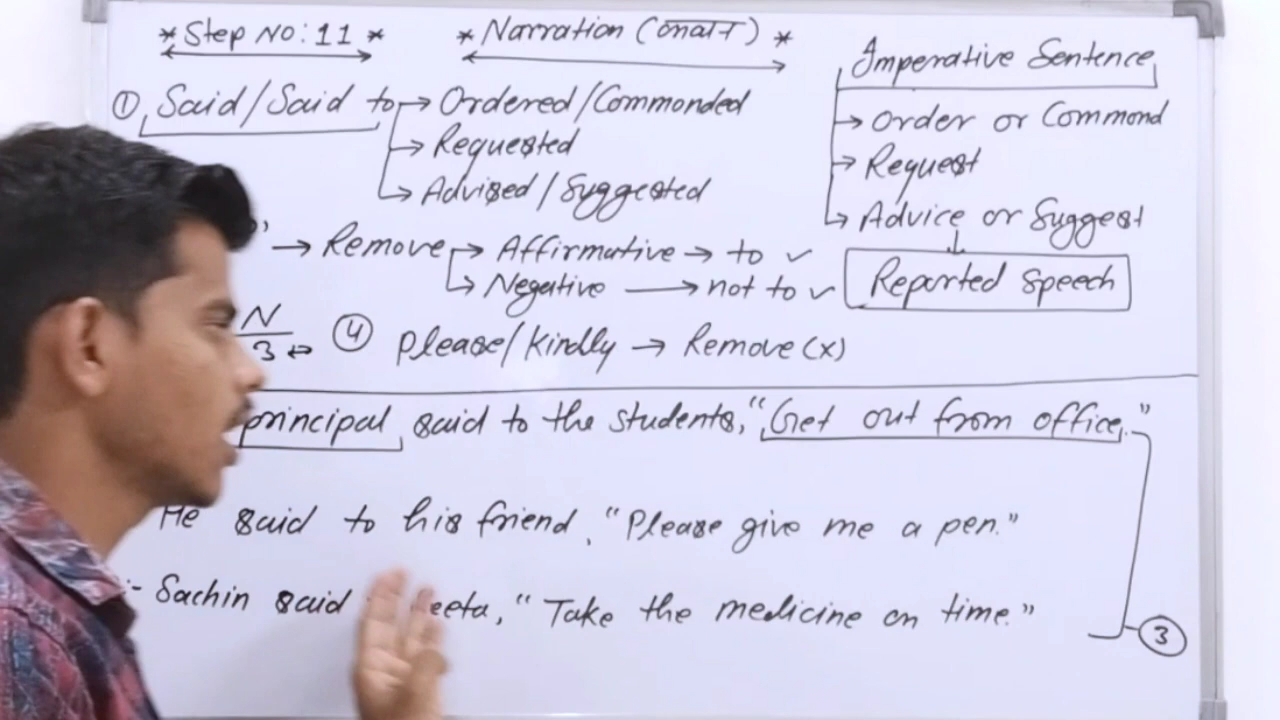 *Step No: 11* *Narration ( ) *
Imperative Sentence
① Said/Said to → Ordered/Commonded
→ Requested
→ Advised/Suggested
→ Order or Commond
→ Request
→ Advice or Suggest
Reported Speech
” → Remove → Affirmative → to ✓
→ Negative → not to ✓
N
3 ④ Please/Kindly → Remove (x)
principal said to the students, “Get out from office.”
He said to his friend, “Please give me a pen.”
:- Sachin said eeta, “Take the medicine on time.”
③